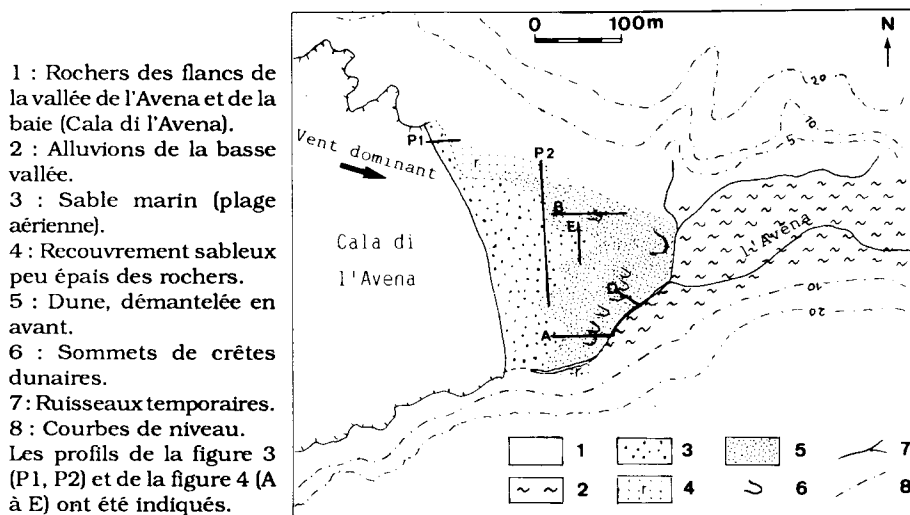 1 : Rochers des flancs de
la vallée de l'Avena et de la
baie (Cala di l'Avena).
2 : Alluvions de la basse
vallée.
3 : Sable marin (plage
aérienne).
4 : Recouvrement sableux
peu épais des rochers.
5 : Dune, démantelée en
avant.
6 : Sommets de crêtes
dunaires.
7 : Ruisseaux temporaires.
8 : Courbes de niveau.
Les profils de la figure 3
(P1, P2) et de la figure 4 (A
à E) ont été indiqués.
0 100m
N
20
10
5
P1
Vent dominant
r
P2
B
E
Cala di
l'Avena
l'Avena
10
20
A
r
1 3 5 7
2 r 4 6 8